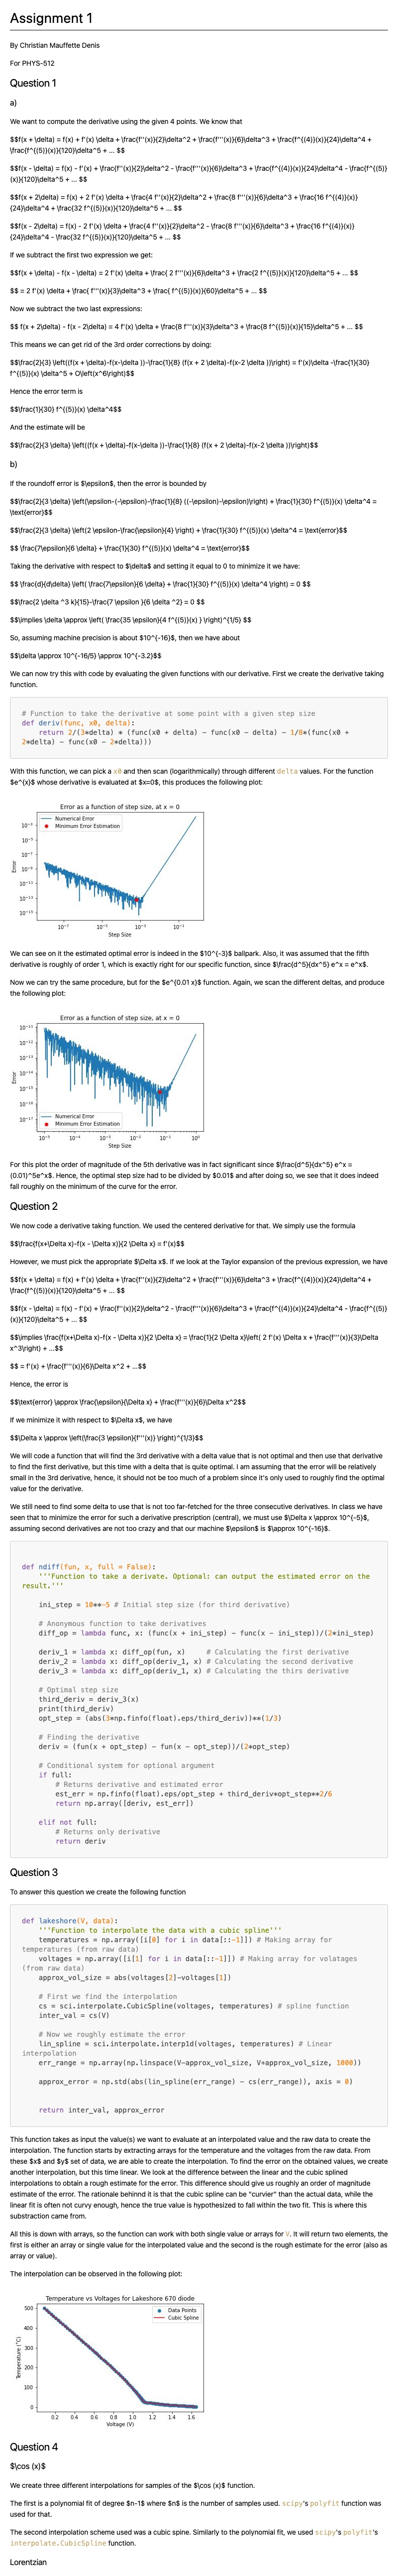 Assignment 1
By Christian Mauffette Denis
For PHYS-512
Question 1
a)
We want to compute the derivative using the given 4 points. We know that
$$f(x + \delta) = f(x) + f'(x) \delta + \frac{f''(x)}{2}\delta^2 + \frac{f'''(x)}{6}\delta^3 + \frac{f^{(4)}(x)}{24}\delta^4 +
\frac{f^{(5)}(x)}{120}\delta^5 + ... $$
$$f(x - \delta) = f(x) - f'(x) + \frac{f''(x)}{2}\delta^2 - \frac{f'''(x)}{6}\delta^3 + \frac{f^{(4)}(x)}{24}\delta^4 - \frac{f^{(5)}
(x)}{120}\delta^5 + ... $$
$$f(x + 2\delta) = f(x) + 2 f'(x) \delta + \frac{4 f''(x)}{2}\delta^2 + \frac{8 f'''(x)}{6}\delta^3 + \frac{16 f^{(4)}(x)}
{24}\delta^4 + \frac{32 f^{(5)}(x)}{120}\delta^5 + ... $$
$$f(x - 2\delta) = f(x) - 2 f'(x) \delta + \frac{4 f''(x)}{2}\delta^2 - \frac{8 f'''(x)}{6}\delta^3 + \frac{16 f^{(4)}(x)}
{24}\delta^4 - \frac{32 f^{(5)}(x)}{120}\delta^5 + ... $$
If we subtract the first two expression we get:
$$f(x + \delta) - f(x - \delta) = 2 f'(x) \delta + \frac{ 2 f'''(x)}{6}\delta^3 + \frac{2 f^{(5)}(x)}{120}\delta^5 + ... $$
$$ = 2 f'(x) \delta + \frac{ f'''(x)}{3}\delta^3 + \frac{ f^{(5)}(x)}{60}\delta^5 + ... $$
Now we subtract the two last expressions:
$$ f(x + 2\delta) - f(x - 2\delta) = 4 f'(x) \delta + \frac{8 f'''(x)}{3}\delta^3 + \frac{8 f^{(5)}(x)}{15}\delta^5 + ... $$
This means we can get rid of the 3rd order corrections by doing:
$$\frac{2}{3} \left((f(x + \delta)-f(x-\delta ))-\frac{1}{8} (f(x + 2 \delta)-f(x-2 \delta ))\right) = f'(x)\delta -\frac{1}{30}
f^{(5)}(x) \delta^5 + O\left(x^6\right)$$
Hence the error term is
$$\frac{1}{30} f^{(5)}(x) \delta^4$$
And the estimate will be
$$\frac{2}{3 \delta} \left((f(x + \delta)-f(x-\delta ))-\frac{1}{8} (f(x + 2 \delta)-f(x-2 \delta ))\right)$$
b)
If the roundoff error is $\epsilon$, then the error is bounded by
$$\frac{2}{3 \delta} \left(\epsilon-(-\epsilon)-\frac{1}{8} ((-\epsilon)-\epsilon)\right) + \frac{1}{30} f^{(5)}(x) \delta^4 =
\text{error}$$
$$\frac{2}{3 \delta} \left(2 \epsilon-\frac{\epsilon}{4} \right) + \frac{1}{30} f^{(5)}(x) \delta^4 = \text{error}$$
$$ \frac{7\epsilon}{6 \delta} + \frac{1}{30} f^{(5)}(x) \delta^4 = \text{error}$$
Taking the derivative with respect to $\delta$ and setting it equal to 0 to minimize it we have:
$$ \frac{d}{d\delta} \left( \frac{7\epsilon}{6 \delta} + \frac{1}{30} f^{(5)}(x) \delta^4 \right) = 0 $$
$$\frac{2 \delta ^3 k}{15}-\frac{7 \epsilon }{6 \delta ^2} = 0 $$
$$\implies \delta \approx \left( \frac{35 \epsilon}{4 f^{(5)}(x) } \right)^{1/5} $$
So, assuming machine precision is about $10^{-16}$, then we have about
$$\delta \approx 10^{-16/5} \approx 10^{-3.2}$$
We can now try this with code by evaluating the given functions with our derivative. First we create the derivative taking
function.
# Function to take the derivative at some point with a given step size
def deriv(func, x0, delta):
return 2/(3*delta) * (func(x0 + delta) - func(x0 - delta) - 1/8*(func(x0 +
2*delta) - func(x0 - 2*delta)))
With this function, we can pick a x0 and then scan (logarithmically) through different delta values. For the function
$e^{x}$ whose derivative is evaluated at $x=0$, this produces the following plot:
Error as a function of step size, at x = 0
Numerical Error
Minimum Error Estimation
10⁻³
10⁻⁵
10⁻⁷
10⁻⁹
10⁻¹¹
10⁻¹³
10⁻¹⁵
Error
10⁻⁷ 10⁻⁵ 10⁻³ 10⁻¹
Step Size
We can see on it the estimated optimal error is indeed in the $10^{-3}$ ballpark. Also, it was assumed that the fifth
derivative is roughly of order 1, which is exactly right for our specific function, since $\frac{d^5}{dx^5} e^x = e^x$.
Now we can try the same procedure, but for the $e^{0.01 x}$ function. Again, we scan the different deltas, and produce
the following plot:
Error as a function of step size, at x = 0
10⁻¹¹
10⁻¹²
10⁻¹³
10⁻¹⁴
10⁻¹⁵
10⁻¹⁶
10⁻¹⁷
Error
Numerical Error
Minimum Error Estimation
10⁻⁵ 10⁻⁴ 10⁻³ 10⁻² 10⁻¹ 10⁰
Step Size
For this plot the order of magnitude of the 5th derivative was in fact significant since $\frac{d^5}{dx^5} e^x =
(0.01)^5e^x$. Hence, the optimal step size had to be divided by $0.01$ and after doing so, we see that it does indeed
fall roughly on the minimum of the curve for the error.
Question 2
We now code a derivative taking function. We used the centered derivative for that. We simply use the formula
$$\frac{f(x+\Delta x)-f(x - \Delta x)}{2 \Delta x} = f'(x)$$
However, we must pick the appropriate $\Delta x$. If we look at the Taylor expansion of the previous expression, we have
$$f(x + \delta) = f(x) + f'(x) \delta + \frac{f''(x)}{2}\delta^2 + \frac{f'''(x)}{6}\delta^3 + \frac{f^{(4)}(x)}{24}\delta^4 +
\frac{f^{(5)}(x)}{120}\delta^5 + ... $$
$$f(x - \delta) = f(x) - f'(x) + \frac{f''(x)}{2}\delta^2 - \frac{f'''(x)}{6}\delta^3 + \frac{f^{(4)}(x)}{24}\delta^4 - \frac{f^{(5)}
(x)}{120}\delta^5 + ... $$
$$\implies \frac{f(x+\Delta x)-f(x - \Delta x)}{2 \Delta x} = \frac{1}{2 \Delta x}\left( 2 f'(x) \Delta x + \frac{f'''(x)}{3}\Delta
x^3\right) + ...$$
$$ = f'(x) + \frac{f'''(x)}{6}\Delta x^2 + ...$$
Hence, the error is
$$\text{error} \approx \frac{\epsilon}{\Delta x} + \frac{f'''(x)}{6}\Delta x^2$$
If we minimize it with respect to $\Delta x$, we have
$$\Delta x \approx \left(\frac{3 \epsilon}{f'''(x)} \right)^{1/3}$$
We will code a function that will find the 3rd derivative with a delta value that is not optimal and then use that derivative
to find the first derivative, but this time with a delta that is quite optimal. I am assuming that the error will be relatively
small in the 3rd derivative, hence, it should not be too much of a problem since it's only used to roughly find the optimal
value for the derivative.
We still need to find some delta to use that is not too far-fetched for the three consecutive derivatives. In class we have
seen that to minimize the error for such a derivative prescription (central), we must use $\Delta x \approx 10^{-5}$,
assuming second derivatives are not too crazy and that our machine $\epsilon$ is $\approx 10^{-16}$.
def ndiff(fun, x, full = False):
'''Function to take a derivate. Optional: can output the estimated error on the
result.'''
ini_step = 10**-5 # Initial step size (for third derivative)
# Anonymous function to take derivatives
diff_op = lambda func, x: (func(x + ini_step) - func(x - ini_step))/(2*ini_step)
deriv_1 = lambda x: diff_op(fun, x) # Calculating the first derivative
deriv_2 = lambda x: diff_op(deriv_1, x) # Calculating the second derivative
deriv_3 = lambda x: diff_op(deriv_1, x) # Calculating the thirs derivative
# Optimal step size
third_deriv = deriv_3(x)
print(third_deriv)
opt_step = (abs(3*np.finfo(float).eps/third_deriv))**(1/3)
# Finding the derivative
deriv = (fun(x + opt_step) - fun(x - opt_step))/(2*opt_step)
# Conditional system for optional argument
if full:
# Returns derivative and estimated error
est_err = np.finfo(float).eps/opt_step + third_deriv*opt_step**2/6
return np.array([deriv, est_err])
elif not full:
# Returns only derivative
return deriv
Question 3
To answer this question we create the following function
def lakeshore(V, data):
'''Function to interpolate the data with a cubic spline'''
temperatures = np.array([i[0] for i in data[::-1]]) # Making array for
temperatures (from raw data)
voltages = np.array([i[1] for i in data[::-1]]) # Making array for volatages
(from raw data)
approx_vol_size = abs(voltages[2]-voltages[1])
# First we find the interpolation
cs = sci.interpolate.CubicSpline(voltages, temperatures) # spline function
inter_val = cs(V)
# Now we roughly estimate the error
lin_spline = sci.interpolate.interp1d(voltages, temperatures) # Linear
interpolation
err_range = np.array(np.linspace(V-approx_vol_size, V+approx_vol_size, 1000))
approx_error = np.std(abs(lin_spline(err_range) - cs(err_range)), axis = 0)
return inter_val, approx_error
This function takes as input the value(s) we want to evaluate at an interpolated value and the raw data to create the
interpolation. The function starts by extracting arrays for the temperature and the voltages from the raw data. From
these $x$ and $y$ set of data, we are able to create the interpolation. To find the error on the obtained values, we create
another interpolation, but this time linear. We look at the difference between the linear and the cubic splined
interpolations to obtain a rough estimate for the error. This difference should give us roughly an order of magnitude
estimate of the error. The rationale behinded it is that the cubic spline can be "curvier" than the actual data, while the
linear fit is often not curvy enough, hence the true value is hypothesized to fall within the two fit. This is where this
substraction came from.
All this is down with arrays, so the function can work with both single value or arrays for V. It will return two elements, the
first is either an array or single value for the interpolated value and the second is the rough estimate for the error (also as
array or value).
The interpolation can be observed in the following plot:
Temperature vs Voltages for Lakeshore 670 diode
Data Points
Cubic Spline
500
400
300
200
100
0
Temperature (°C)
0.2 0.4 0.6 0.8 1.0 1.2 1.4 1.6
Voltage (V)
Question 4
$\cos (x)$
We create three different interpolations for samples of the $\cos (x)$ function.
The first is a polynomial fit of degree $n-1$ where $n$ is the number of samples used. scipy's polyfit function was
used for that.
The second interpolation scheme used was a cubic spine. Similarly to the polynomial fit, we used scipy's polyfit's
interpolate.CubicSpline function.
Lorentzian